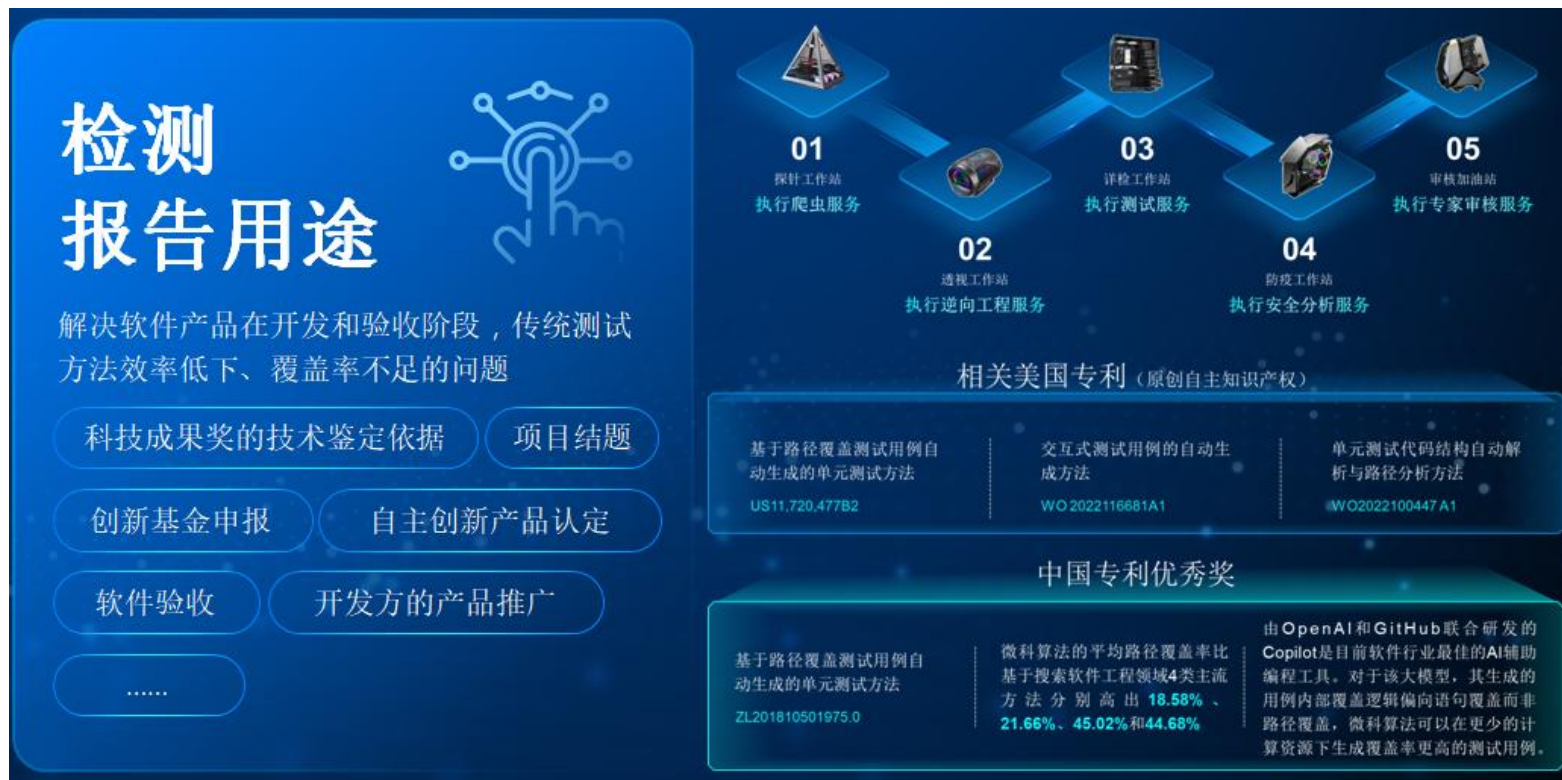 检测
报告用途
解决软件产品在开发和验收阶段，传统测试
方法效率低下、覆盖率不足的问题
科技成果奖的技术鉴定依据
项目结题
创新基金申报
自主创新产品认定
软件验收
开发方的产品推广
......
01
探针工作站
执行爬虫服务
02
透视工作站
执行逆向工程服务
03
详检工作站
执行测试服务
04
防疫工作站
执行安全分析服务
05
审核加油站
执行专家审核服务
相关美国专利（原创自主知识产权）
基于路径覆盖测试用例自
动生成的单元测试方法
US11,720,477B2
交互式测试用例的自动生
成方法
WO 2022116681A1
单元测试代码结构自动解
析与路径分析方法
WO2022100447A1
中国专利优秀奖
基于路径覆盖测试用例自
动生成的单元测试方法
ZL201810501975.0
微科算法的平均路径覆盖率比
基于搜索软件工程领域4类主流
方法分别高出18.58%、
21.66%、45.02%和44.68%
由OpenAI和GitHub联合研发的
Copilot是目前软件行业最佳的AI辅助
编程工具。对于该大模型，其生成的
用例内部覆盖逻辑偏向语句覆盖而非
路径覆盖，微科算法可以在更少的计
算资源下生成覆盖率更高的测试用例。